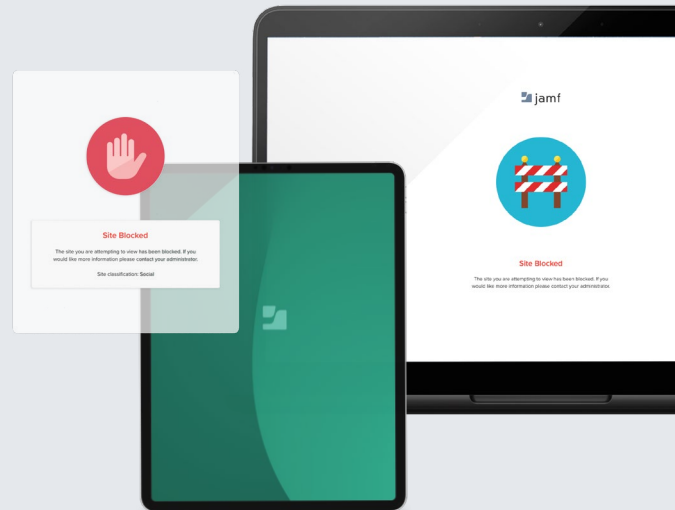 Site Blocked
The site you are attempting to view has been blocked. If you
would like more information please contact your administrator.
Site classification: Social
jamf
Site Blocked
The site you are attempting to view has been blocked. If you
would like more information please contact your administrator.